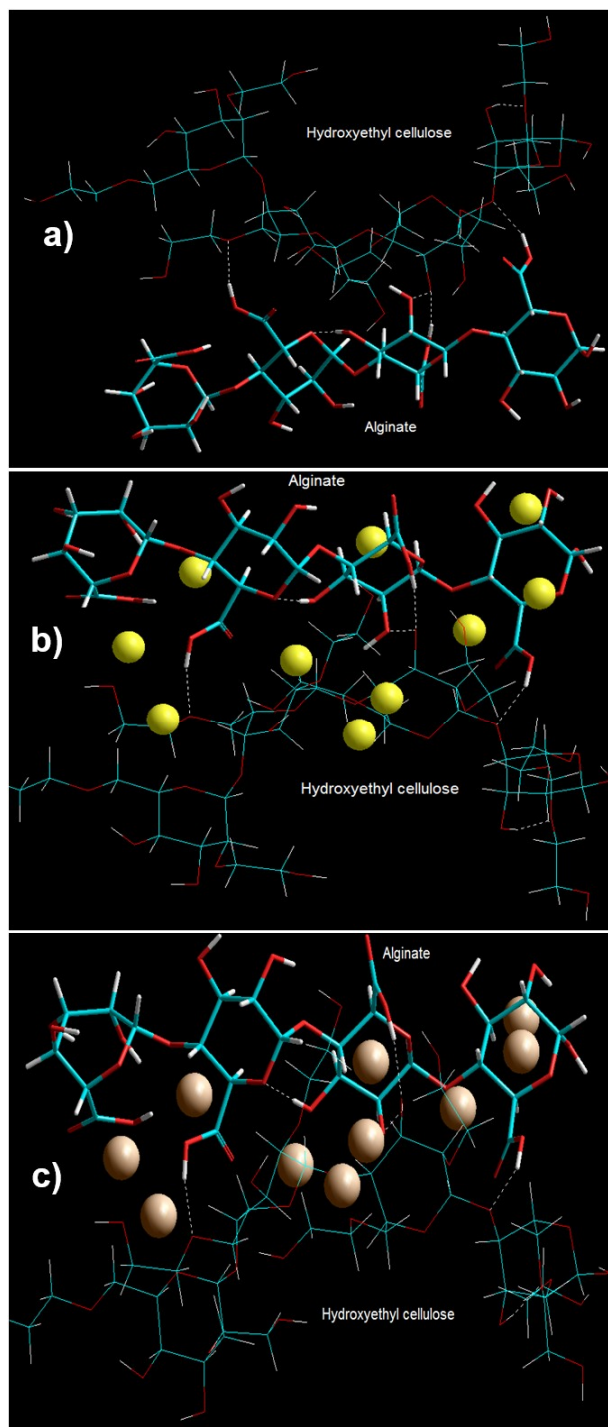 Hydroxyethyl cellulose
a)
Alginate
Alginate
b)
Hydroxyethyl cellulose
Alginate
c)
Hydroxyethyl cellulose